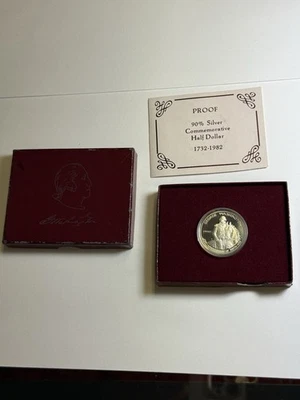 PROOF
90% Silver
Commemorative
Half Dollar
1732-1982